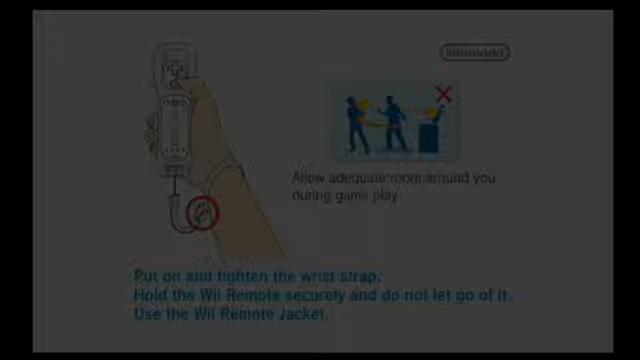 Nintendo
Allow adequate room around you
during game play.
Put on and tighten the wrist strap.
Hold the Wii Remote securely and do not let go of it.
Use the Wii Remote Jacket.